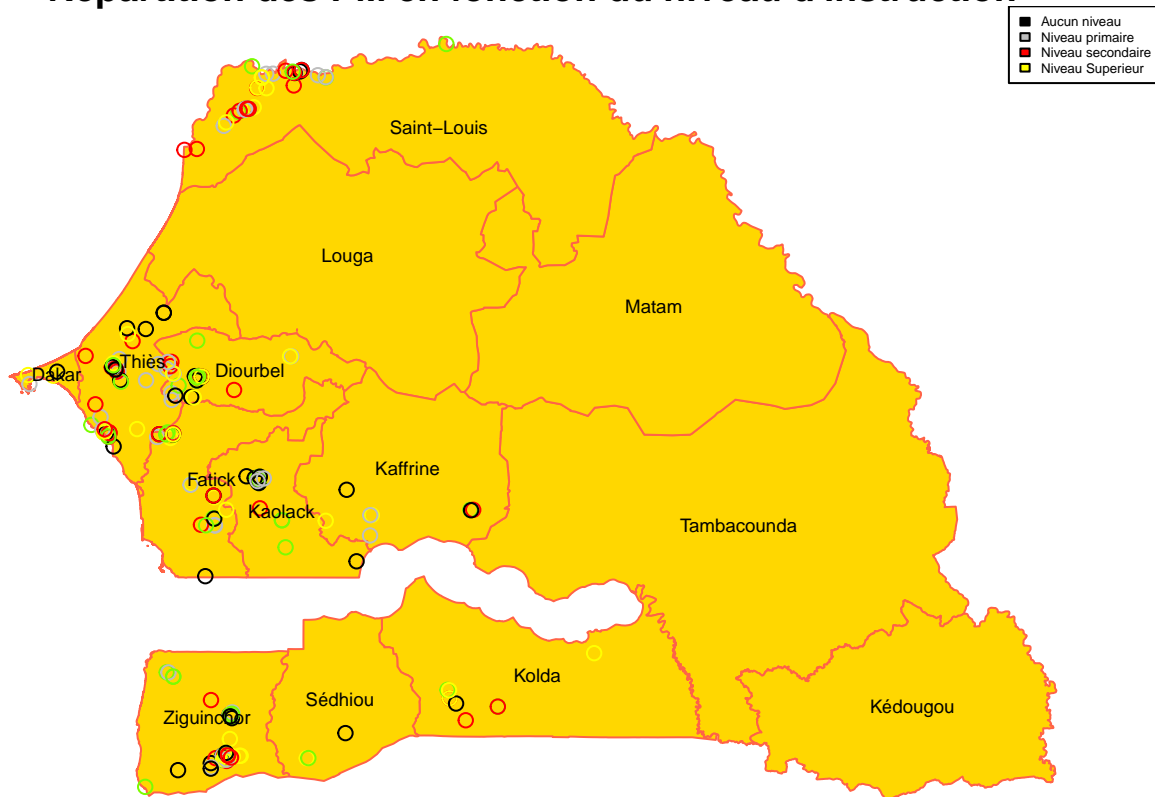 Aucun niveau
Niveau primaire
Niveau secondaire
Niveau Superieur
Saint−Louis
Louga
Matam
Thiès
Dakar
Diourbel
Kaffrine
Fatick
Kaolack
Tambacounda
Kolda
Sédhiou
Ziguinchor
Kédougou